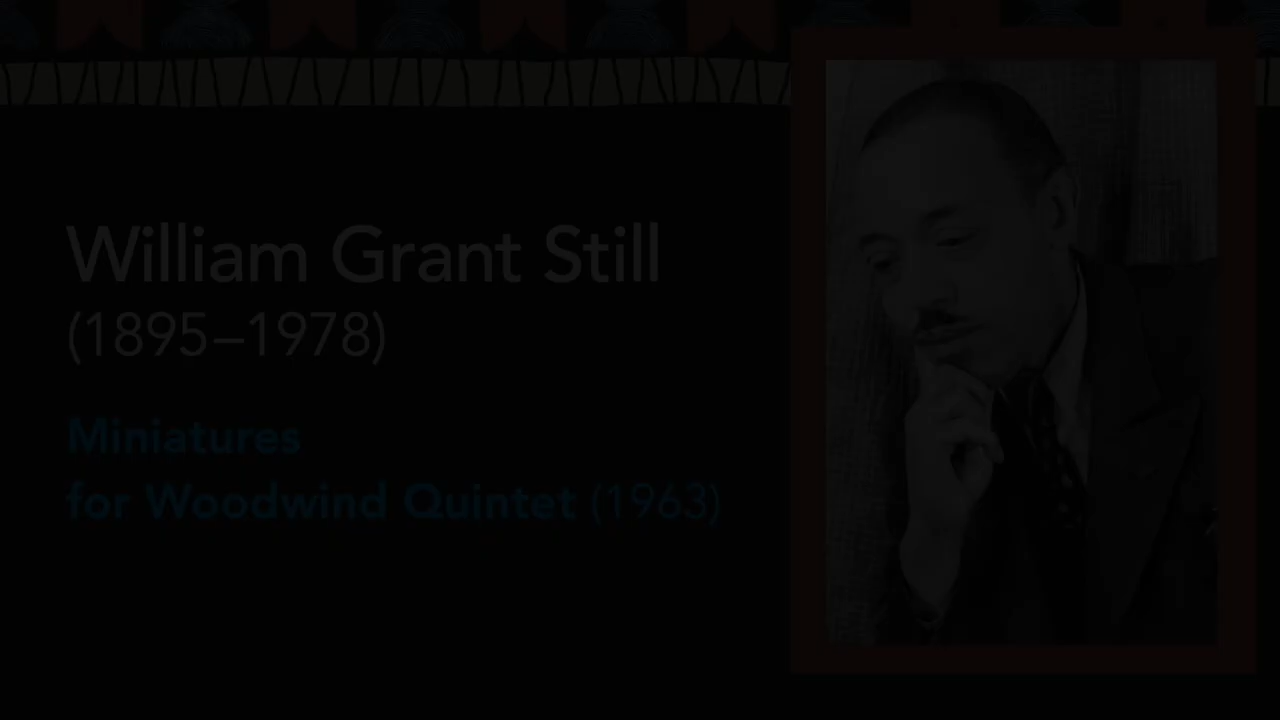 William Grant Still
(1895–1978)
Miniatures
for Woodwind Quintet (1963)